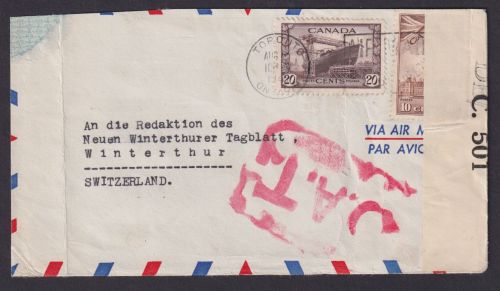 CANADA
20 CENTS 20
10
TORONTO
AUG
An die Redaktion des
Neuen Winterthurer Tagblatt,
Winterthur
SWITZERLAND.
VIA AIR M
PAR AVIO
O.A.T.
C. 501